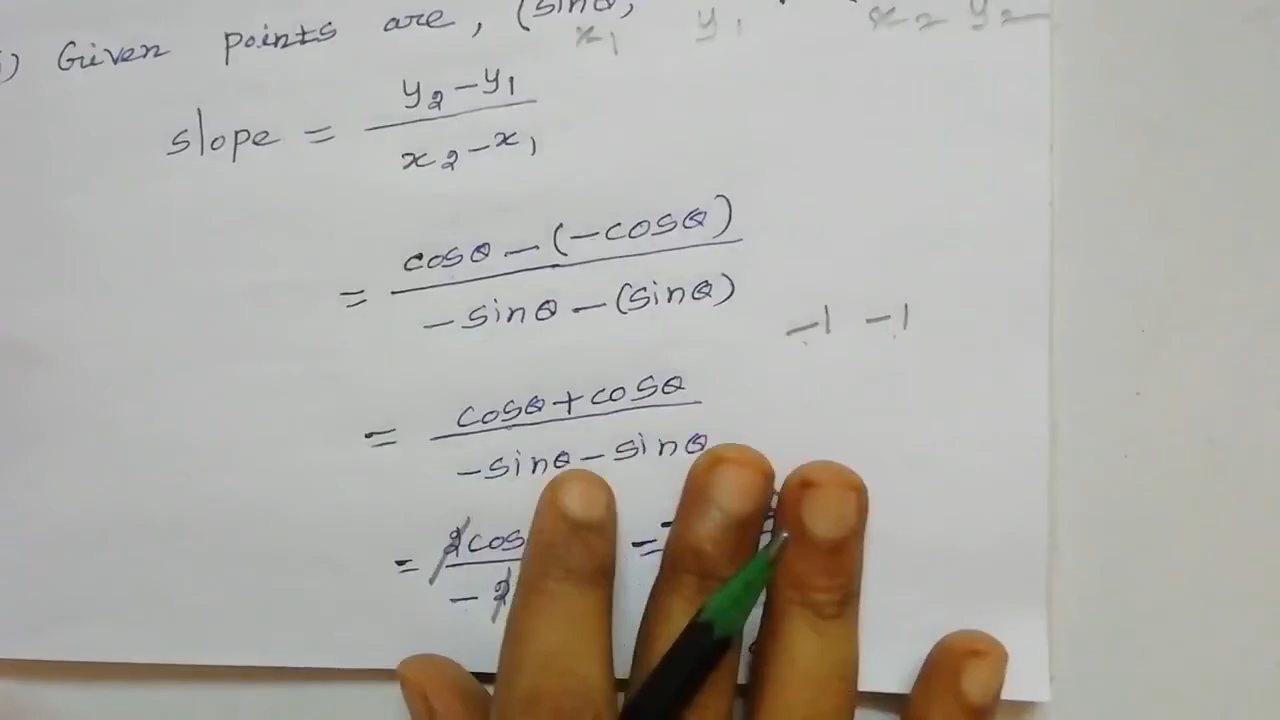 ) Given points are, (sinθ,
x₁ y₁ x₂ y₂
slope = y₂-y₁ / x₂-x₁
= cosθ-(-cosθ) / -sinθ-(sinθ)
-1 -1
= cosθ+cosθ / -sinθ-sinθ
= 2cos / -2 = -